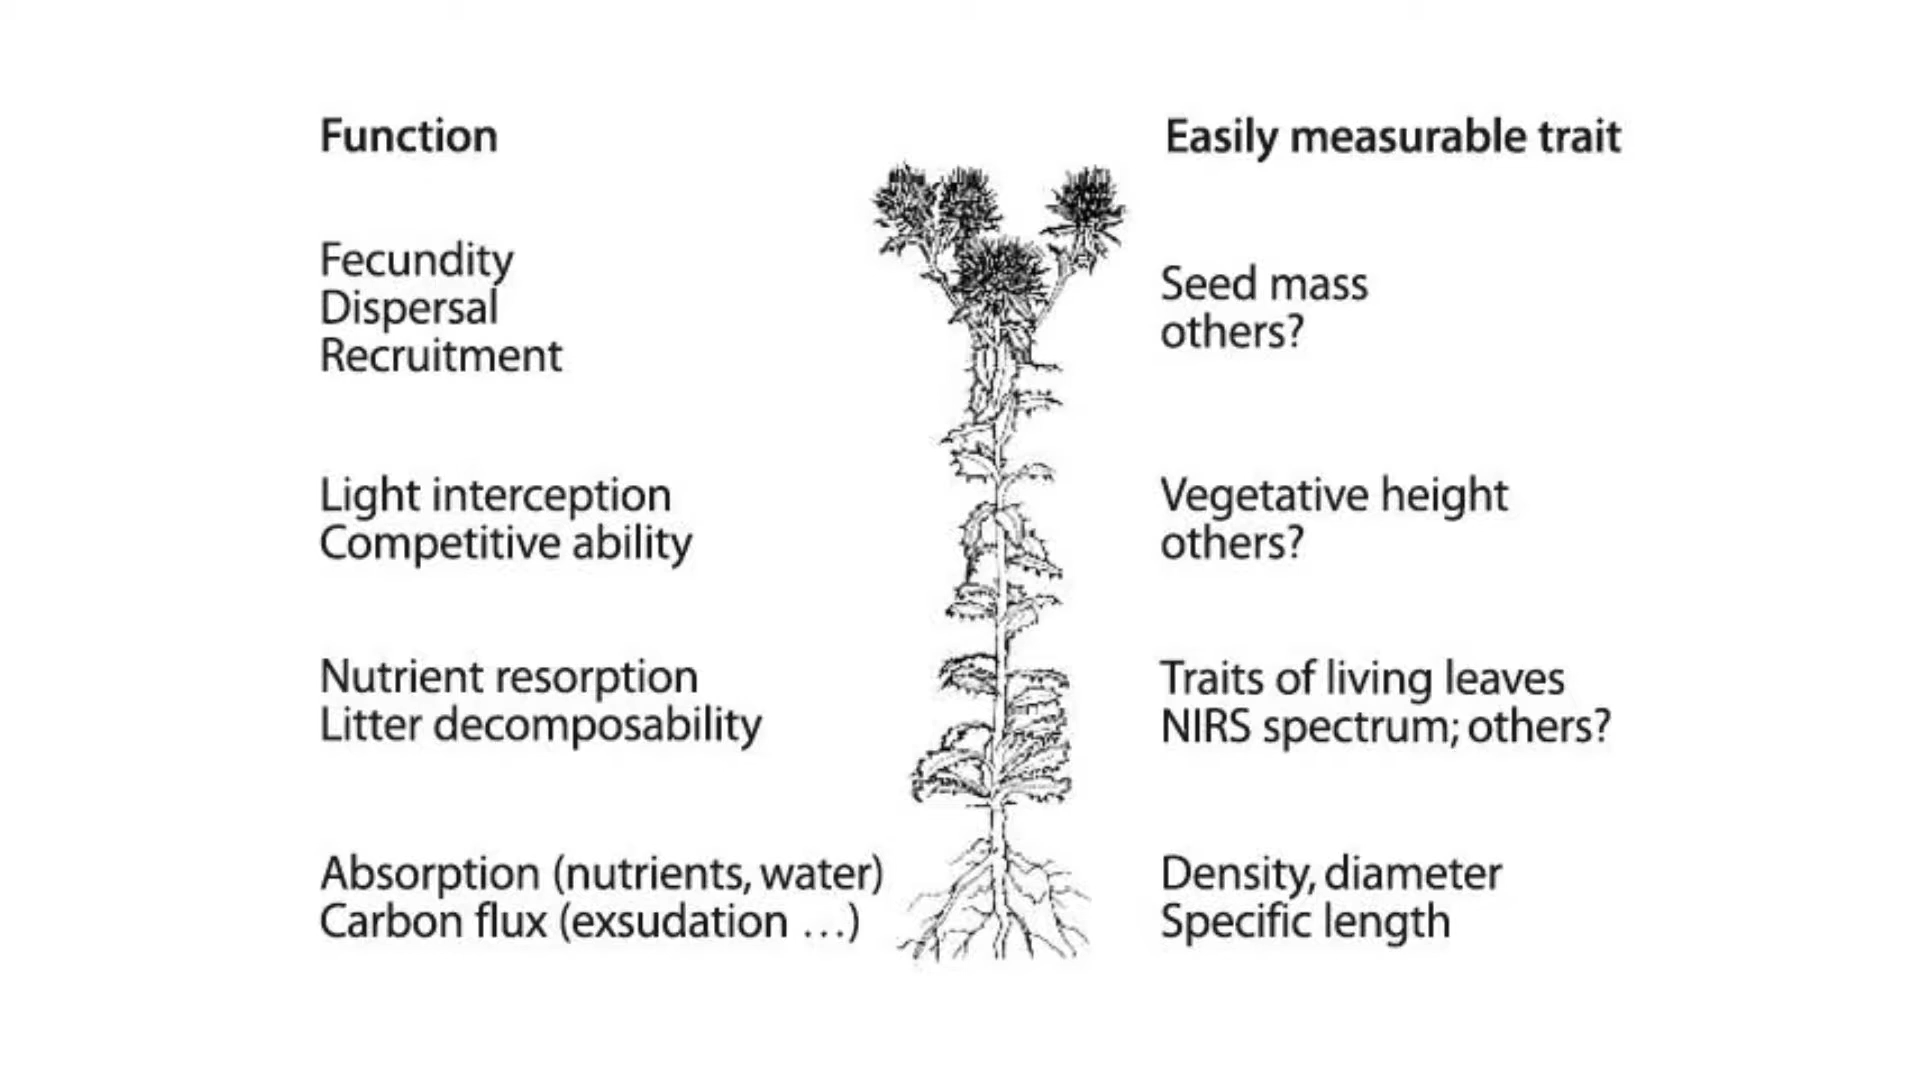 Function
Easily measurable trait
Fecundity
Dispersal
Recruitment
Seed mass
others?
Light interception
Competitive ability
Vegetative height
others?
Nutrient resorption
Litter decomposability
Traits of living leaves
NIRS spectrum; others?
Absorption (nutrients, water)
Carbon flux (exsudation ...)
Density, diameter
Specific length